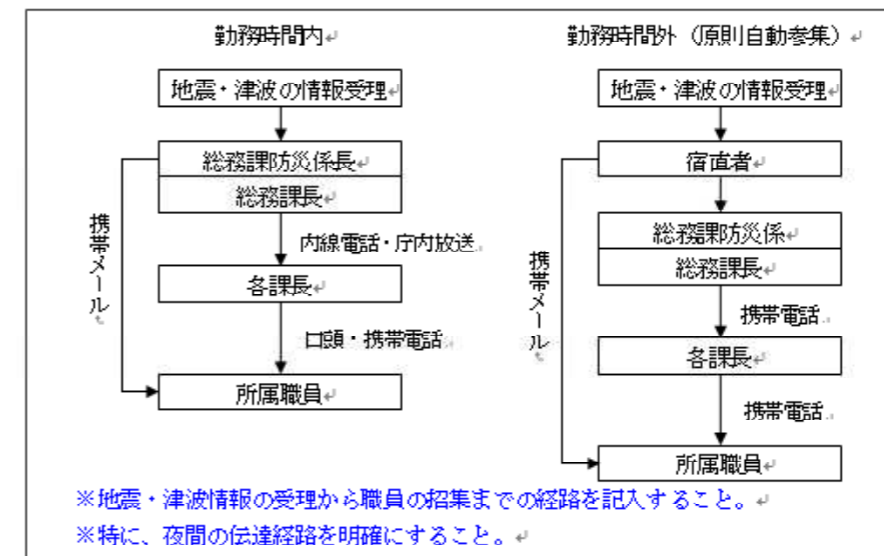 勤務時間内
地震・津波の情報受理
総務課防災係長
総務課長
内線電話・庁内放送
各課長
口頭・携帯電話
所属職員
携帯メール
勤務時間外（原則自動参集）
地震・津波の情報受理
宿直者
総務課防災係
総務課長
携帯電話
各課長
携帯電話
所属職員
携帯メール
※地震・津波情報の受理から職員の招集までの経路を記入すること。
※特に、夜間の伝達経路を明確にすること。